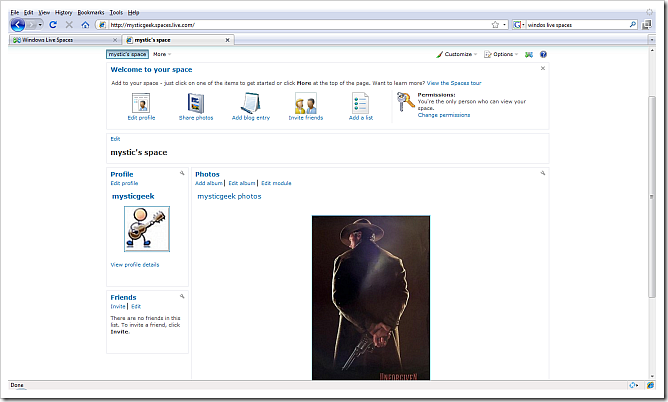 File Edit View History Bookmarks Tools Help
http://mysticgeek.spaces.live.com/
windos live spaces
Windows Live Spaces
mystic's space
mystic's space More
Customize Options
Welcome to your space
Add to your space - just click on one of the items to get started or click More at the top of the page. Want to learn more? View the Spaces tour
Edit profile
Share photos
Add blog entry
Invite friends
Add a list
Permissions:
You're the only person who can view your
space.
Change permissions
Edit
mystic's space
Profile
Edit profile
mysticgeek
View profile details
Friends
Invite Edit
There are no friends in this
list. To invite a friend, click
Invite.
Photos
Add album Edit album Edit module
mysticgeek photos
UNFORGIVEN
Done